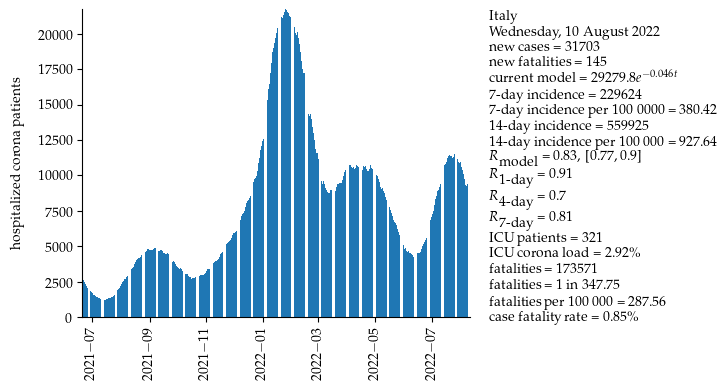 hospitalized corona patients
20000
17500
15000
12500
10000
7500
5000
2500
0
2021−07
2021−09
2021−11
2022−01
2022−03
2022−05
2022−07
Italy
Wednesday, 10 August 2022
new cases = 31703
new fatalities = 145
current model = 29279.8e^−0.046t
7-day incidence = 229624
7-day incidence per 100 0000 = 380.42
14-day incidence = 559925
14-day incidence per 100 000 = 927.64
R_model = 0.83, [0.77, 0.9]
R_1-day = 0.91
R_4-day = 0.7
R_7-day = 0.81
ICU patients = 321
ICU corona load = 2.92%
fatalities = 173571
fatalities = 1 in 347.75
fatalities per 100 000 = 287.56
case fatality rate = 0.85%